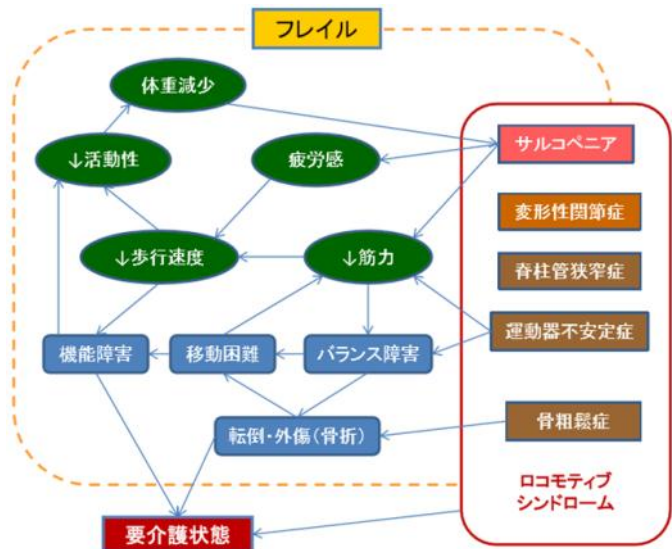 フレイル
体重減少
↓活動性
疲労感
サルコペニア
変形性関節症
↓歩行速度
↓筋力
脊柱管狭窄症
機能障害
移動困難
バランス障害
運動器不安定症
転倒・外傷(骨折)
骨粗鬆症
ロコモティブ
シンドローム
要介護状態